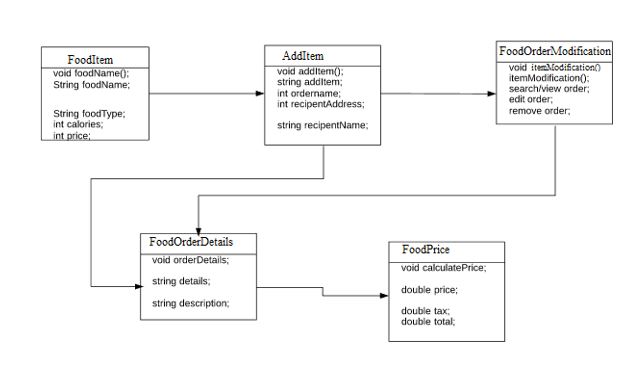 FoodItem
void foodName();
String foodName;
String foodType;
int calories;
int price;
AddItem
void addItem();
string addItem;
int ordername;
int recipentAddress;
string recipentName;
FoodOrderModification
void itemModification()
itemModification();
search/view order;
edit order;
remove order;
FoodOrderDetails
void orderDetails;
string details;
string description;
FoodPrice
void calculatePrice;
double price;
double tax;
double total;